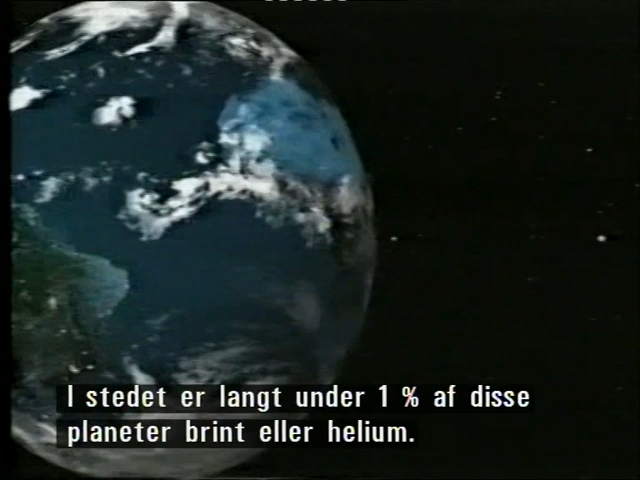 I stedet er langt under 1 % af disse
planeter brint eller helium.